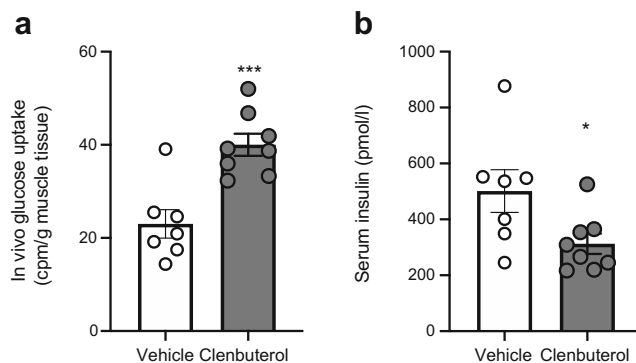 a
In vivo glucose uptake
(cpm/g muscle tissue)
60
40
20
0
***
Vehicle Clenbuterol
b
Serum insulin (pmol/l)
1000
800
600
400
200
0
*
Vehicle Clenbuterol